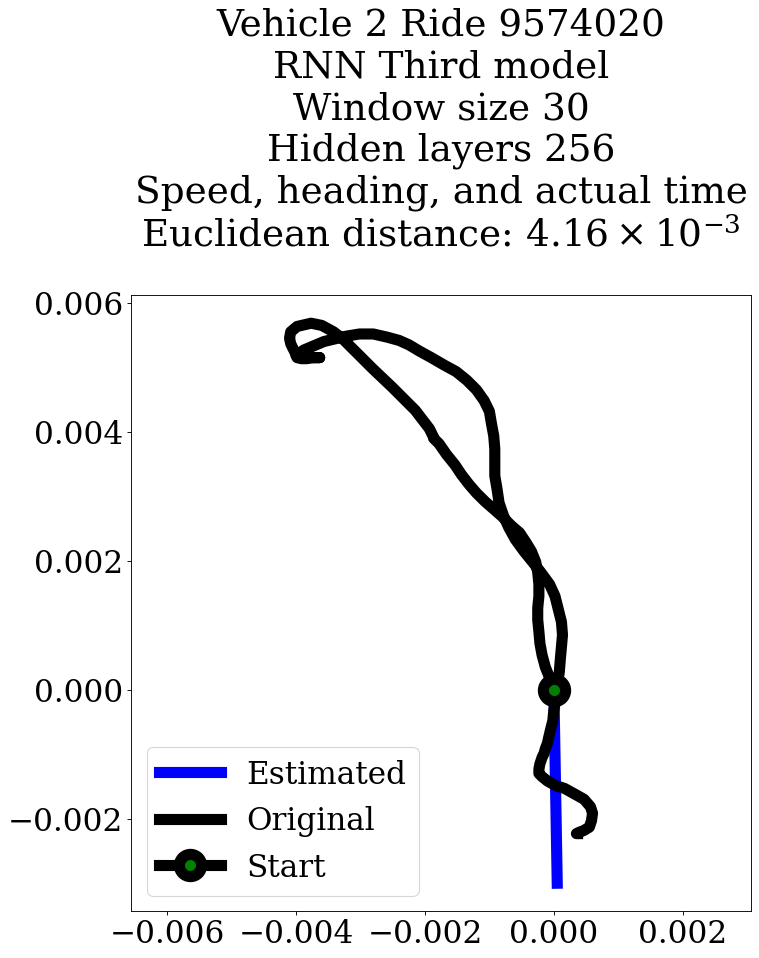 Vehicle 2 Ride 9574020
RNN Third model
Window size 30
Hidden layers 256
Speed, heading, and actual time
Euclidean distance: 4.16 × 10⁻³
0.006
0.004
0.002
0.000
−0.002
Estimated
Original
Start
−0.006 −0.004 −0.002 0.000 0.002